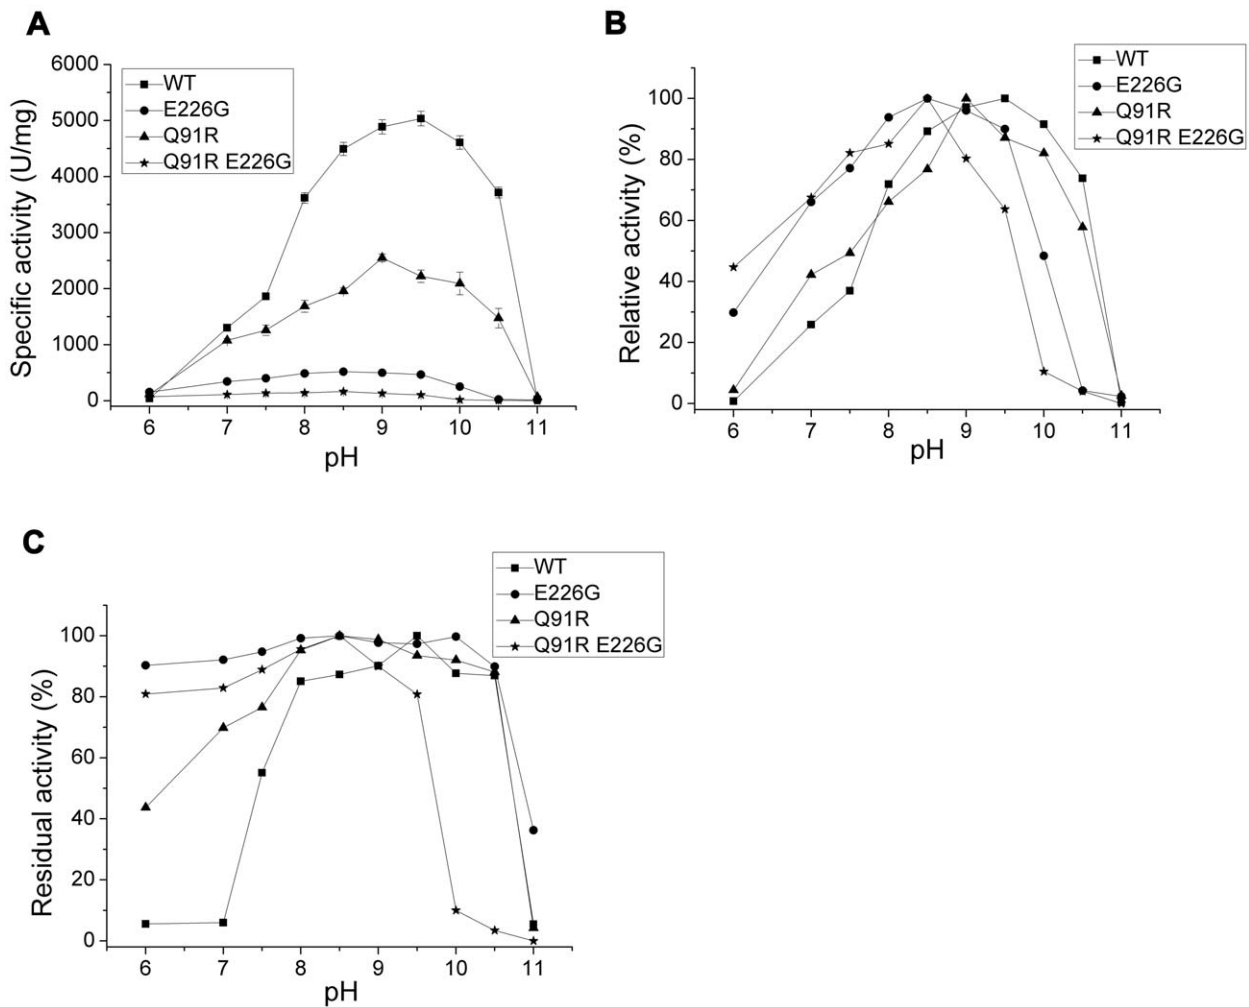 A
6000
5000
4000
3000
2000
1000
0
Specific activity (U/mg)
WT
E226G
Q91R
Q91R E226G
6 7 8 9 10 11
pH
B
100
80
60
40
20
0
Relative activity (%)
WT
E226G
Q91R
Q91R E226G
6 7 8 9 10 11
pH
C
100
80
60
40
20
0
Residual activity (%)
WT
E226G
Q91R
Q91R E226G
6 7 8 9 10 11
pH